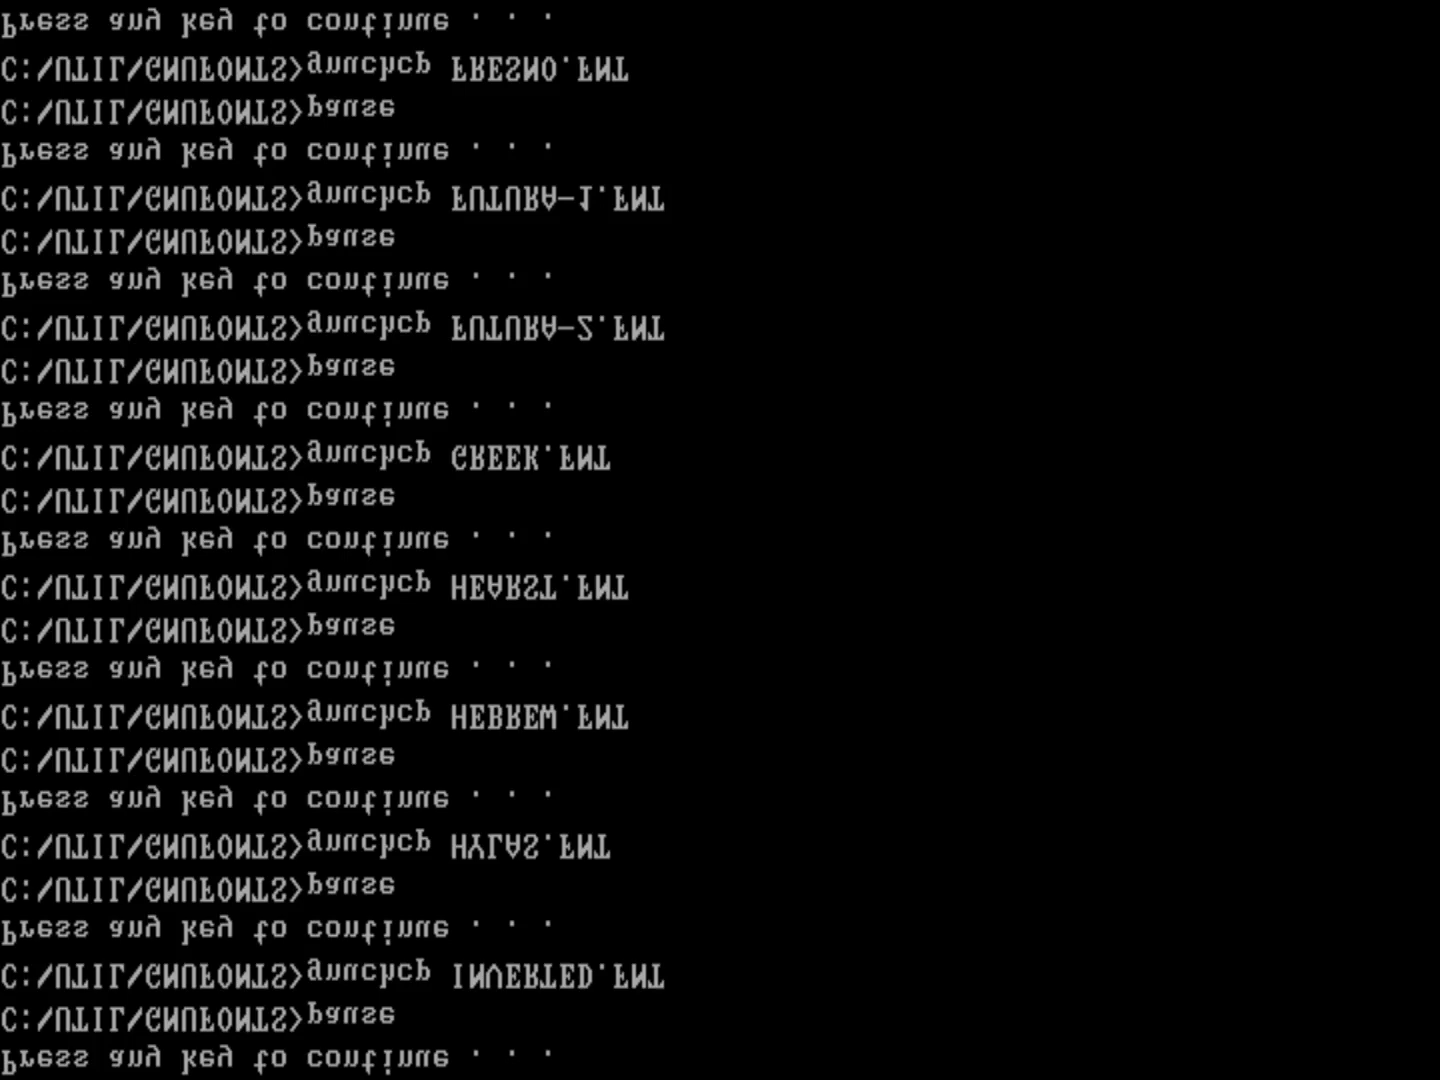 Press any key to continue . . .
C:\UTIL\GNUFONTS>gnuchcp FRESNO.FNT
C:\UTIL\GNUFONTS>pause
Press any key to continue . . .
C:\UTIL\GNUFONTS>gnuchcp FUTURA-1.FNT
C:\UTIL\GNUFONTS>pause
Press any key to continue . . .
C:\UTIL\GNUFONTS>gnuchcp FUTURA-2.FNT
C:\UTIL\GNUFONTS>pause
Press any key to continue . . .
C:\UTIL\GNUFONTS>gnuchcp GREEK.FNT
C:\UTIL\GNUFONTS>pause
Press any key to continue . . .
C:\UTIL\GNUFONTS>gnuchcp HEARST.FNT
C:\UTIL\GNUFONTS>pause
Press any key to continue . . .
C:\UTIL\GNUFONTS>gnuchcp HEBREW.FNT
C:\UTIL\GNUFONTS>pause
Press any key to continue . . .
C:\UTIL\GNUFONTS>gnuchcp HYLAS.FNT
C:\UTIL\GNUFONTS>pause
Press any key to continue . . .
C:\UTIL\GNUFONTS>gnuchcp INVERTED.FNT
C:\UTIL\GNUFONTS>pause
Press any key to continue . . .